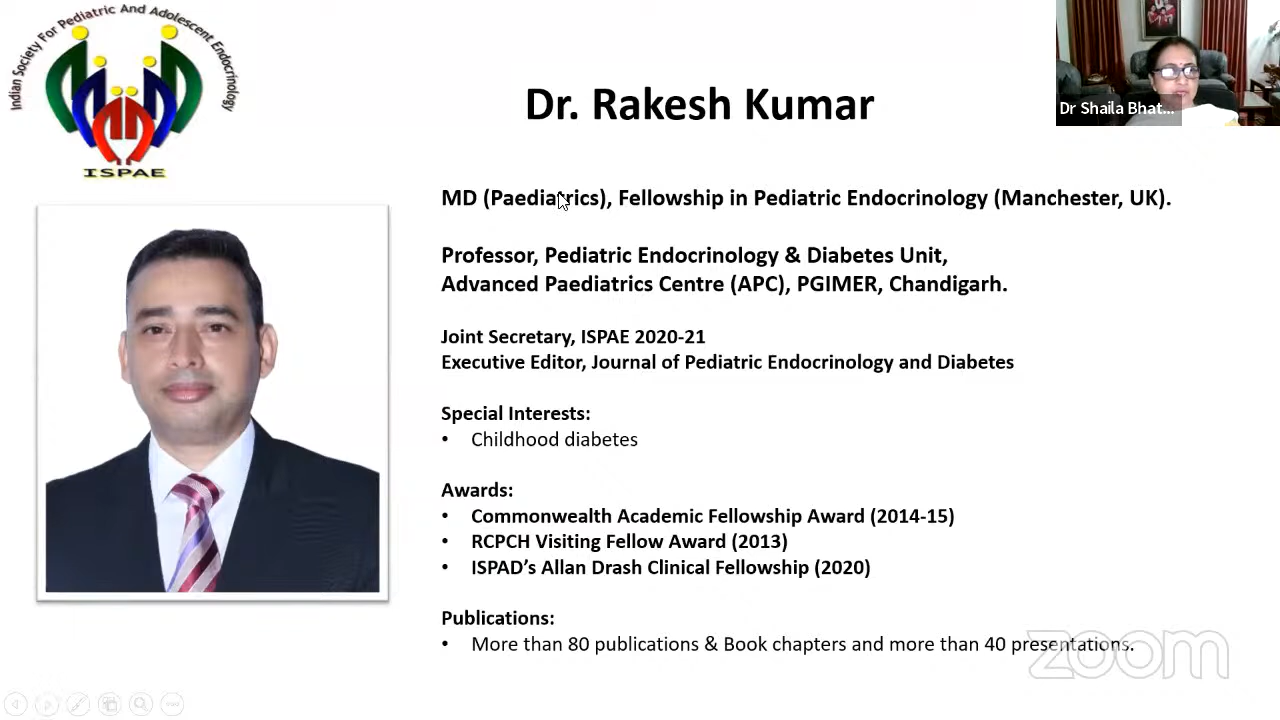 Indian Society For Pediatric And Adolescent Endocrinology
ISPAE
Dr. Rakesh Kumar
Dr Shaila Bhat...
MD (Paediatrics), Fellowship in Pediatric Endocrinology (Manchester, UK).
Professor, Pediatric Endocrinology & Diabetes Unit,
Advanced Paediatrics Centre (APC), PGIMER, Chandigarh.
Joint Secretary, ISPAE 2020-21
Executive Editor, Journal of Pediatric Endocrinology and Diabetes
Special Interests:
• Childhood diabetes
Awards:
• Commonwealth Academic Fellowship Award (2014-15)
• RCPCH Visiting Fellow Award (2013)
• ISPAD’s Allan Drash Clinical Fellowship (2020)
Publications:
• More than 80 publications & Book chapters and more than 40 presentations.
zoom